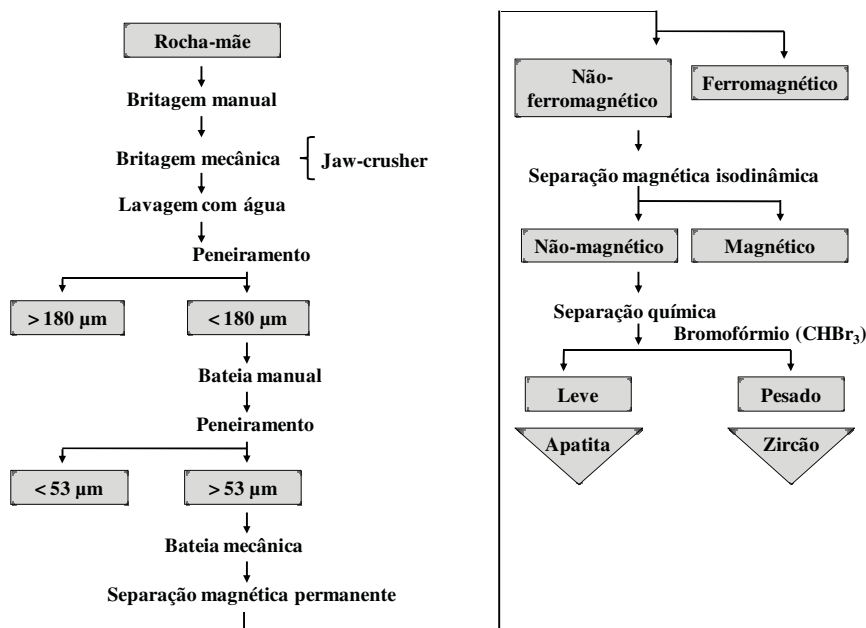 Rocha-mãe
Britagem manual
Britagem mecânica
Jaw-crusher
Lavagem com água
Peneiramento
> 180 µm
< 180 µm
Bateia manual
Peneiramento
< 53 µm
> 53 µm
Bateia mecânica
Separação magnética permanente
Não-
ferromagnético
Ferromagnético
Separação magnética isodinâmica
Não-magnético
Magnético
Separação química
Bromofórmio (CHBr₃)
Leve
Pesado
Apatita
Zircão